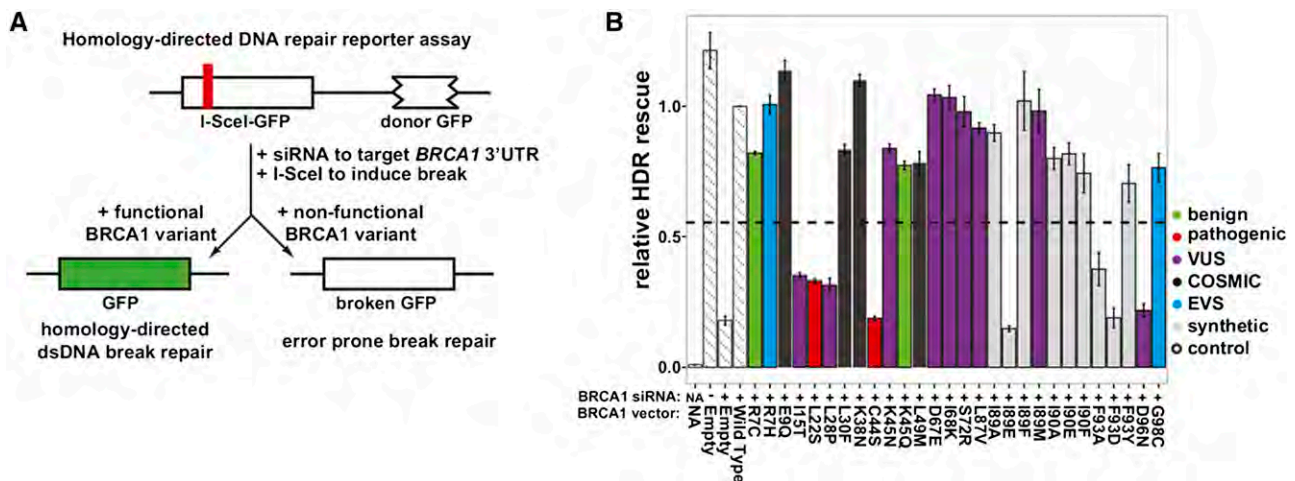 A
Homology-directed DNA repair reporter assay
I-SceI-GFP
donor GFP
+ siRNA to target BRCA1 3'UTR
+ I-SceI to induce break
+ functional
BRCA1 variant
+ non-functional
BRCA1 variant
GFP
broken GFP
homology-directed
dsDNA break repair
error prone break repair
B
relative HDR rescue
1.0
0.5
0.0
benign
pathogenic
VUS
COSMIC
EVS
synthetic
control
BRCA1 siRNA: NA - + + + + + + + + + + + + + + + + + + + + + + + + + + + + + +
BRCA1 vector: NA Empty Empty Wild Type R7C R7H E9Q I15T L22S L28P L30F K38N C44S K45N K45Q L49M D67E I68K S72R L87V I89A I89E I89F I89M I90A I90E I90F F93A F93D F93Y D96N G98C